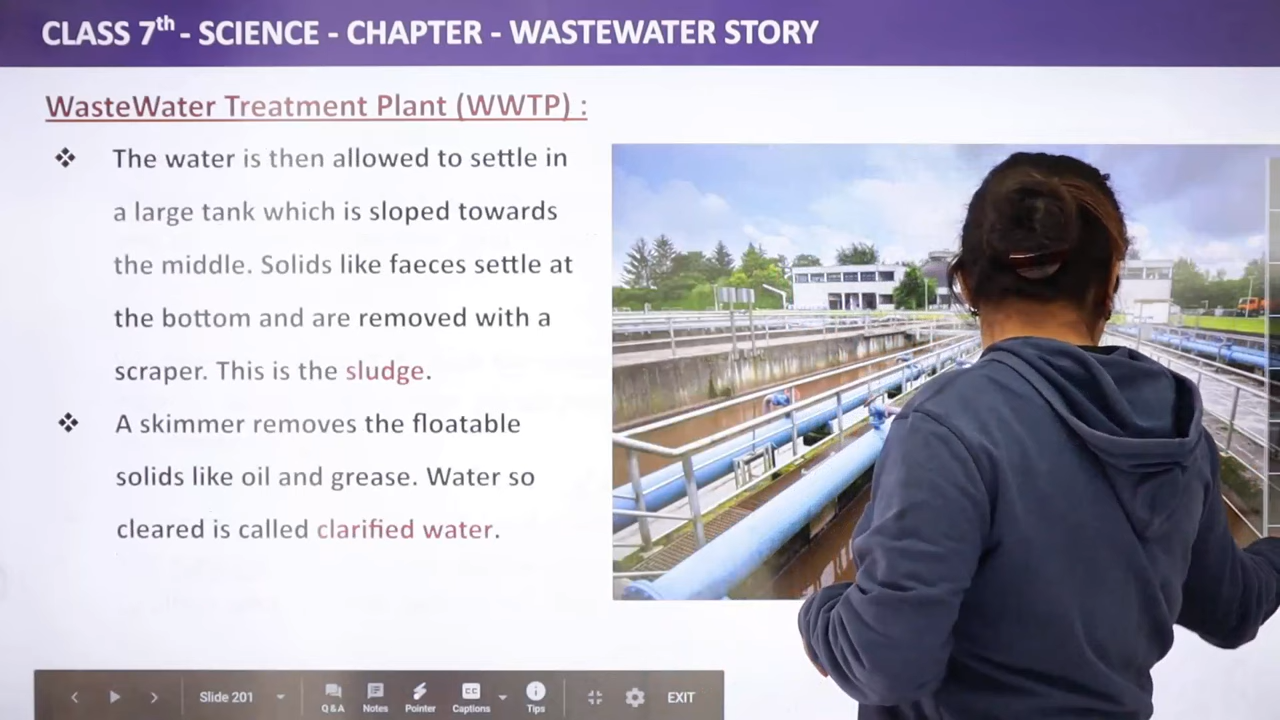 CLASS 7th - SCIENCE - CHAPTER - WASTEWATER STORY
WasteWater Treatment Plant (WWTP) :
❖ The water is then allowed to settle in
a large tank which is sloped towards
the middle. Solids like faeces settle at
the bottom and are removed with a
scraper. This is the sludge.
❖ A skimmer removes the floatable
solids like oil and grease. Water so
cleared is called clarified water.
Slide 201
Q&A Notes Pointer Captions Tips
CC
EXIT